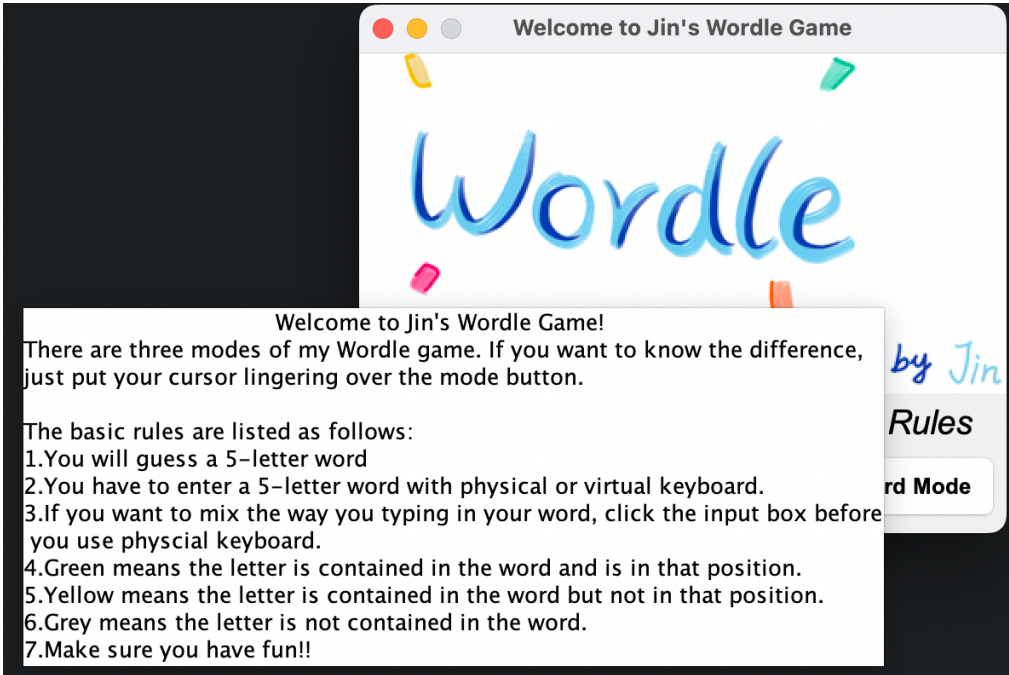 Welcome to Jin's Wordle Game
Wordle
by Jin
Rules
rd Mode
Welcome to Jin's Wordle Game!
There are three modes of my Wordle game. If you want to know the difference,
just put your cursor lingering over the mode button.
The basic rules are listed as follows:
1.You will guess a 5-letter word
2.You have to enter a 5-letter word with physical or virtual keyboard.
3.If you want to mix the way you typing in your word, click the input box before
you use physcial keyboard.
4.Green means the letter is contained in the word and is in that position.
5.Yellow means the letter is contained in the word but not in that position.
6.Grey means the letter is not contained in the word.
7.Make sure you have fun!!